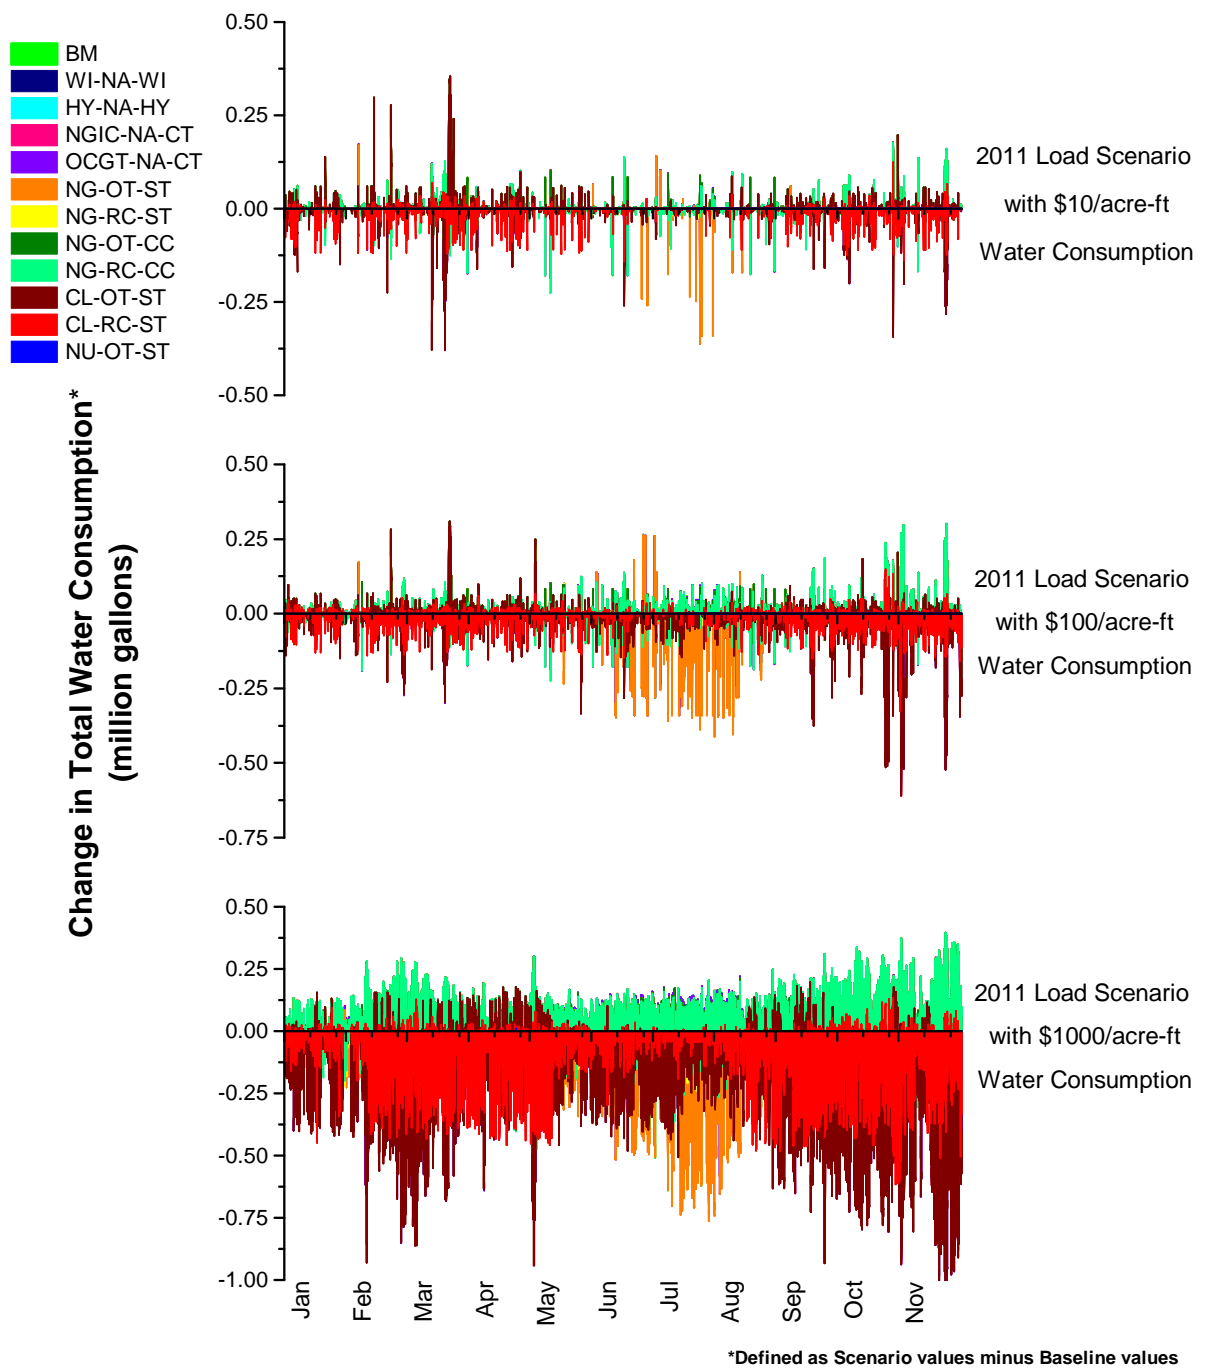 BM
WI-NA-WI
HY-NA-HY
NGIC-NA-CT
OCGT-NA-CT
NG-OT-ST
NG-RC-ST
NG-OT-CC
NG-RC-CC
CL-OT-ST
CL-RC-ST
NU-OT-ST
Change in Total Water Consumption*
(million gallons)
0.50
0.25
0.00
-0.25
-0.50
2011 Load Scenario
with $10/acre-ft
Water Consumption
0.50
0.25
0.00
-0.25
-0.50
-0.75
2011 Load Scenario
with $100/acre-ft
Water Consumption
0.50
0.25
0.00
-0.25
-0.50
-0.75
-1.00
2011 Load Scenario
with $1000/acre-ft
Water Consumption
Jan
Feb
Mar
Apr
May
Jun
Jul
Aug
Sep
Oct
Nov
*Defined as Scenario values minus Baseline values